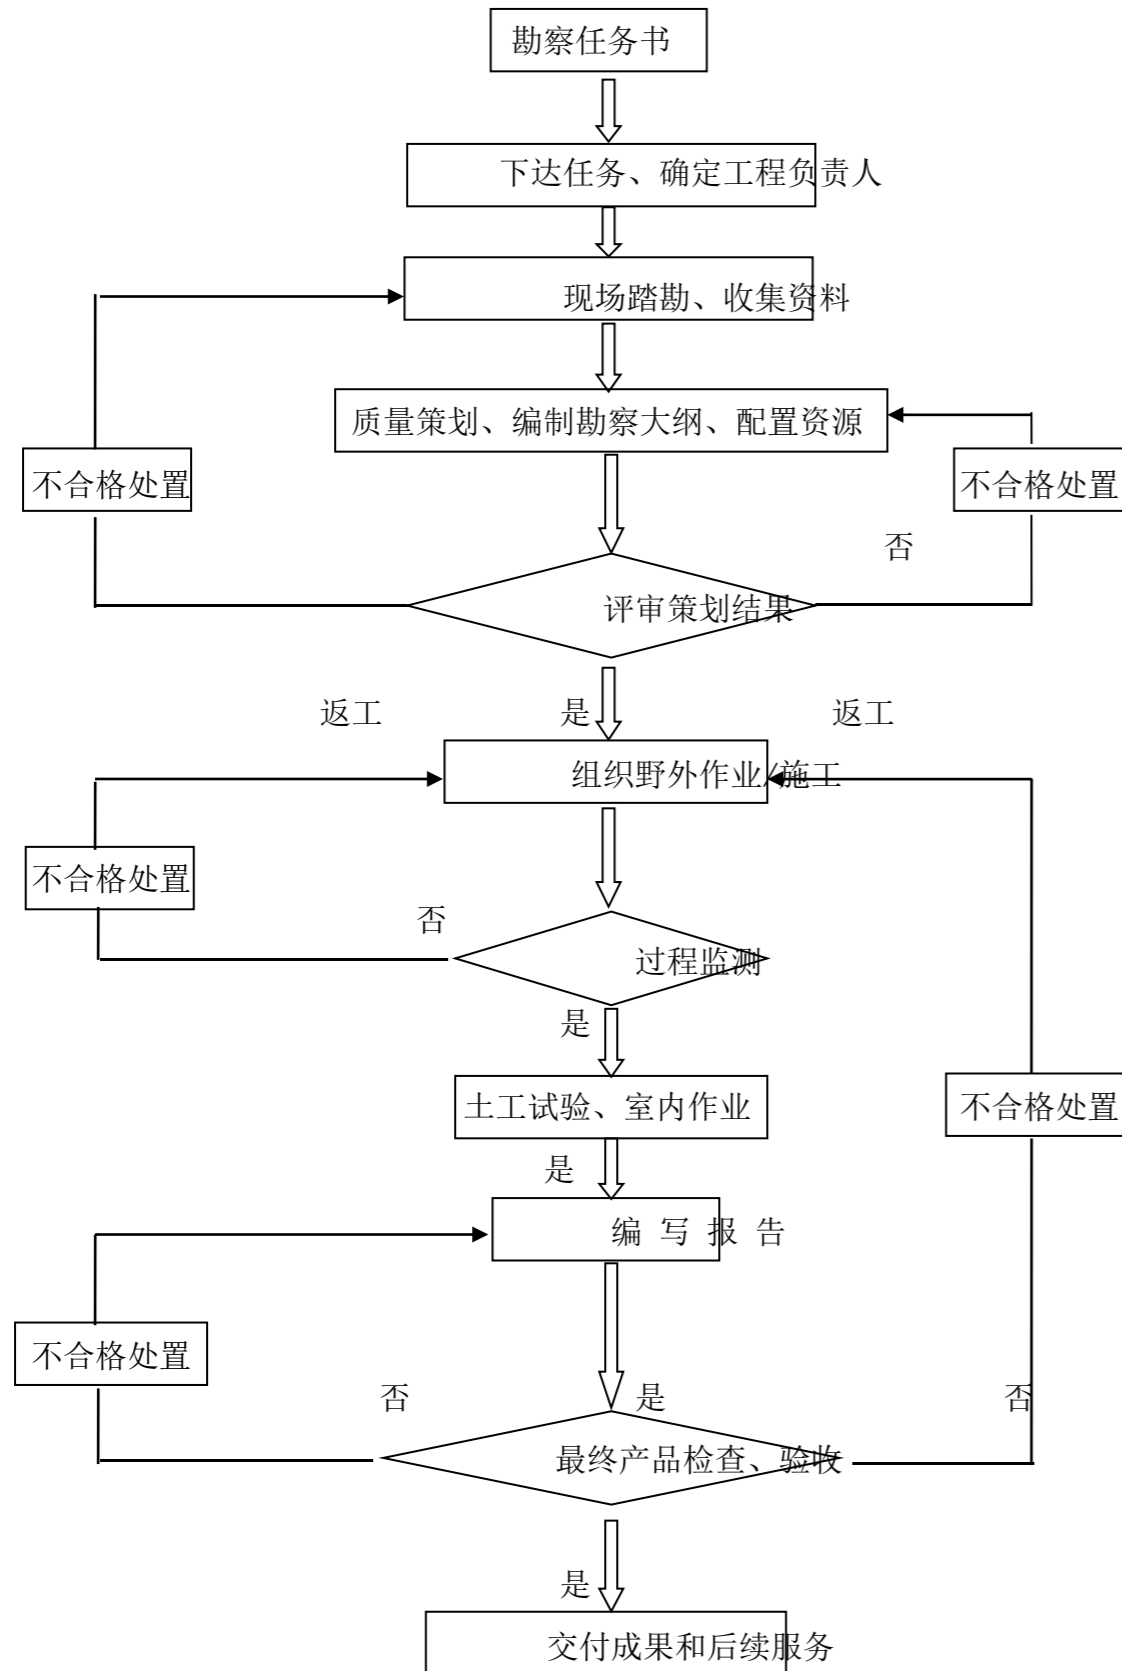 勘察任务书
下达任务、确定工程负责人
现场踏勘、收集资料
质量策划、编制勘察大纲、配置资源
不合格处置
不合格处置
否
评审策划结果
返工
是
返工
组织野外作业/施工
不合格处置
否
过程监测
是
土工试验、室内作业
不合格处置
是
编 写 报 告
不合格处置
否
是
否
最终产品检查、验收
是
交付成果和后续服务